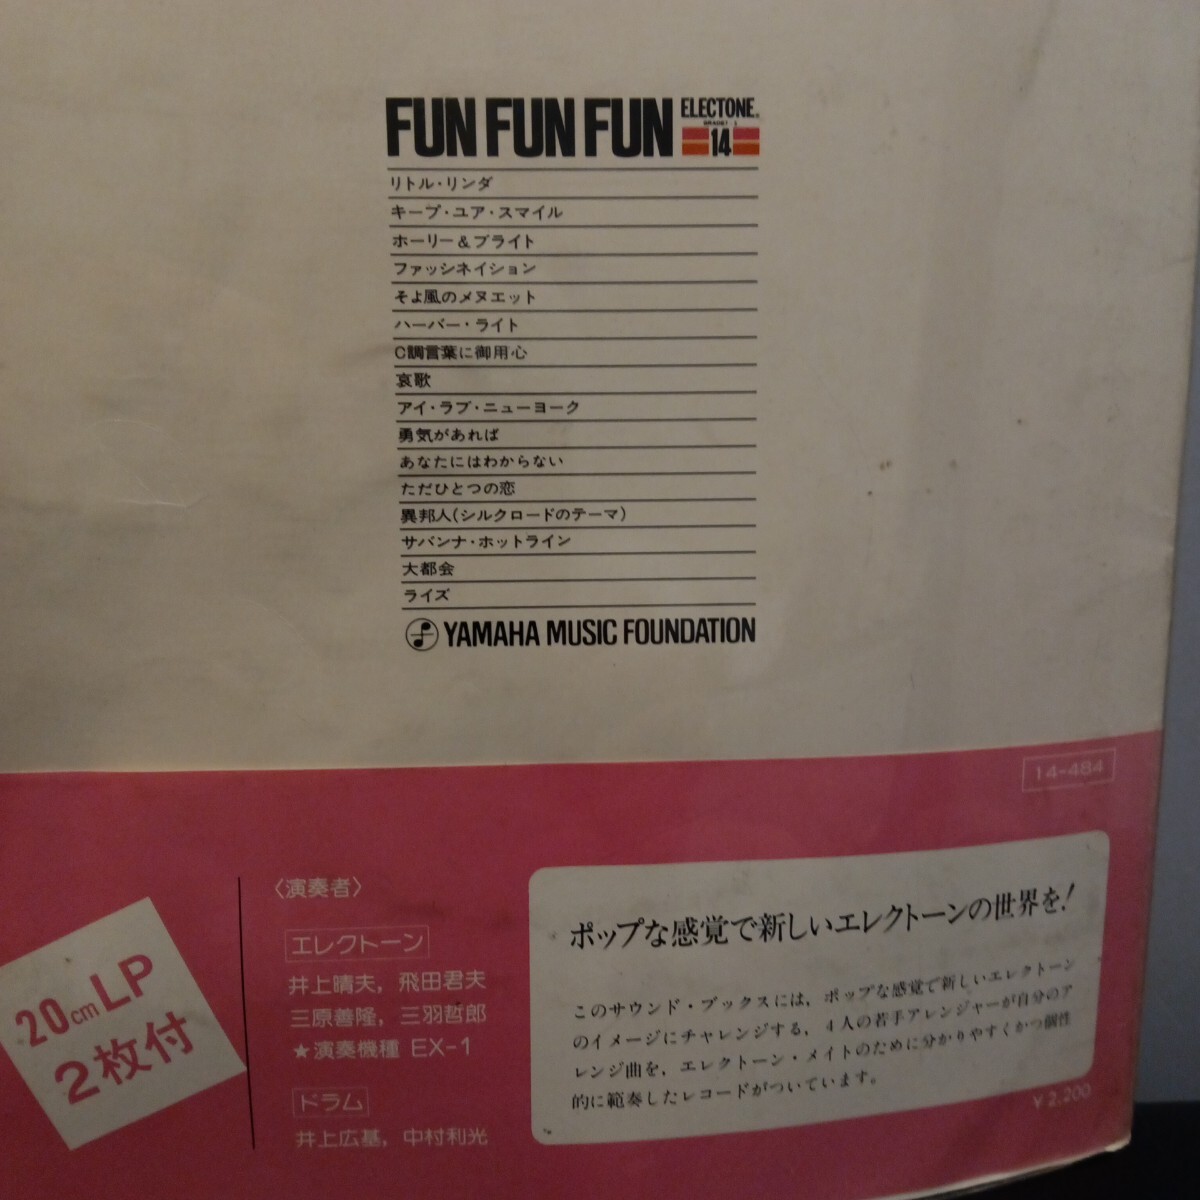 FUN FUN FUN ELECTONE®
14
リトル・リンダ
キープ・ユア・スマイル
ホーリー&ブライト
ファッシネイション
そよ風のメヌエット
ハーバー・ライト
C調言葉に御用心
哀歌
アイ・ラブ・ニューヨーク
勇気があれば
あなたにはわからない
ただひとつの恋
異邦人(シルクロードのテーマ)
サバンナ・ホットライン
大都会
ライズ
YAMAHA MUSIC FOUNDATION
14-484
20cm LP
2枚付
〈演奏者〉
エレクトーン
井上晴夫, 飛田君夫
三原善隆, 三羽哲郎
★演奏機種 EX-1
ドラム
井上広基, 中村利光
ポップな感覚で新しいエレクトーンの世界を!
このサウンド・ブックスには, ポップな感覚で新しいエレクトーン
のイメージにチャレンジする, 4人の若手アレンジャーが自分のア
レンジ曲を, エレクトーン・メイトのために分かりやすくかつ個性
的に範奏したレコードがついています。
¥2,200